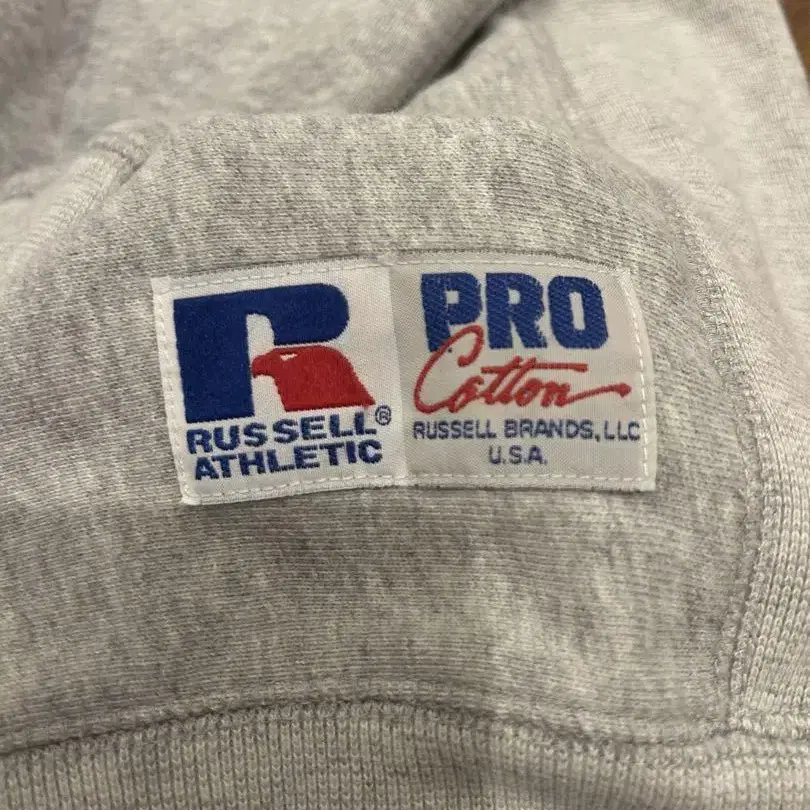 RUSSELL®
ATHLETIC
PRO
Cotton
RUSSELL BRANDS, LLC
U.S.A.